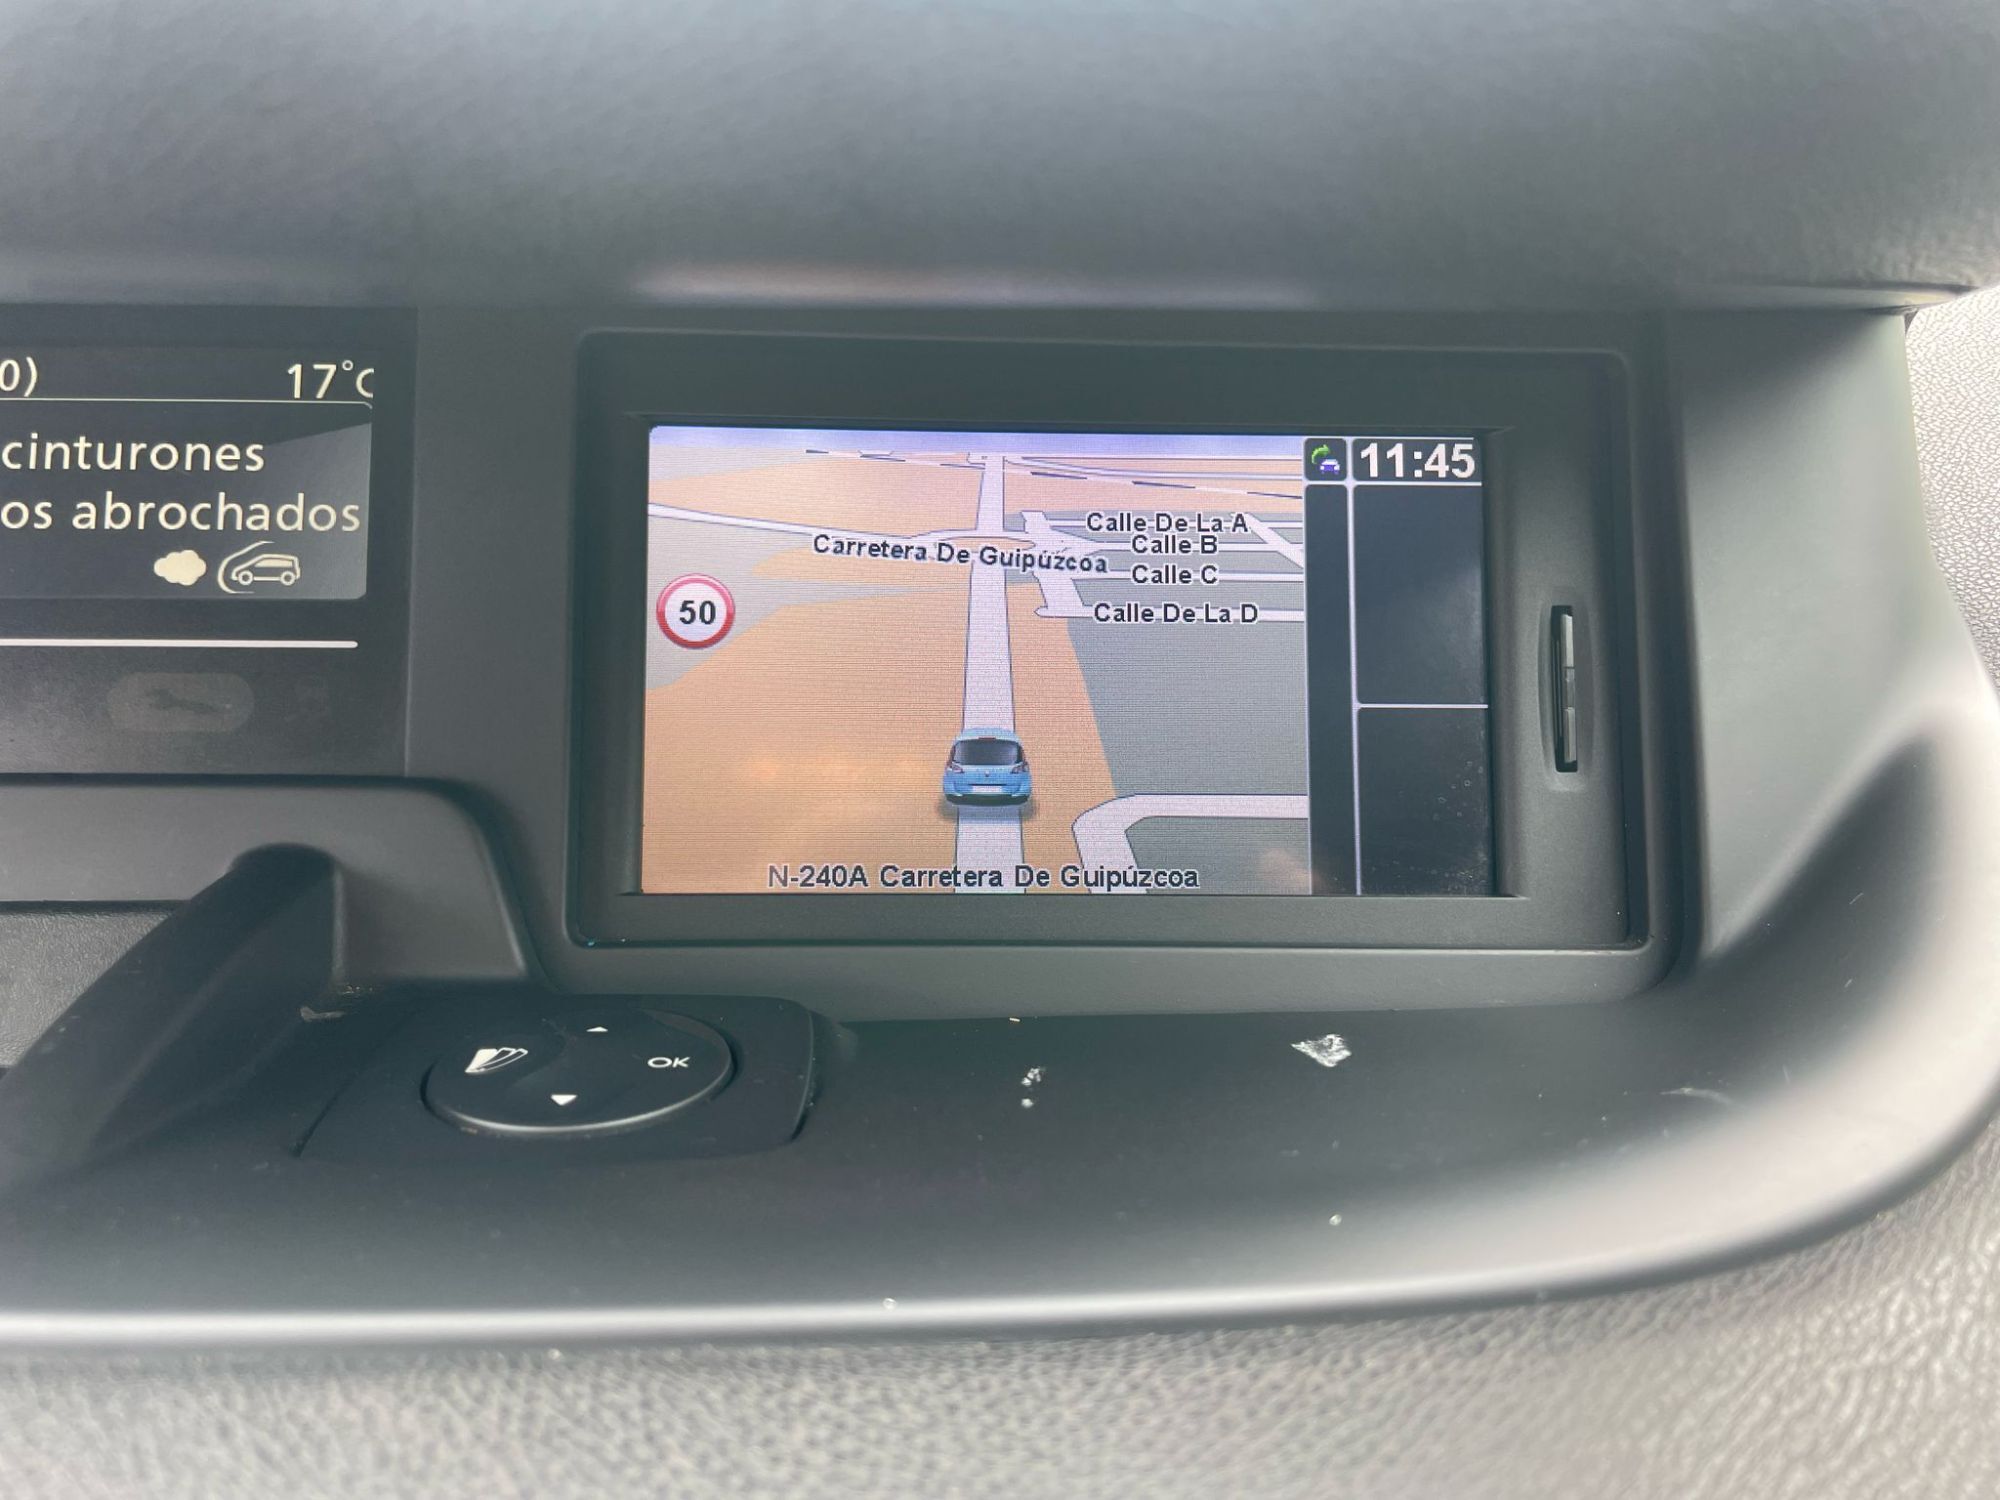 0)
17°C
cinturones
os abrochados
11:45
Calle De La A
Calle B
Carretera De Guipúzcoa
Calle C
50
Calle De La D
N-240A Carretera De Guipúzcoa
OK